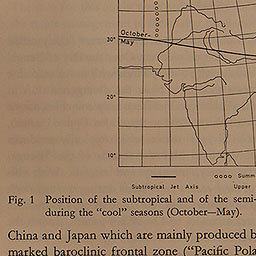 October-
May
30°
20°
10°
Subtropical Jet Axis Upper
Summ
Fig. 1 Position of the subtropical and of the semi-
during the “cool” seasons (October—May).
China and Japan which are mainly produced b
marked baroclinic frontal zone (“Pacific Pola